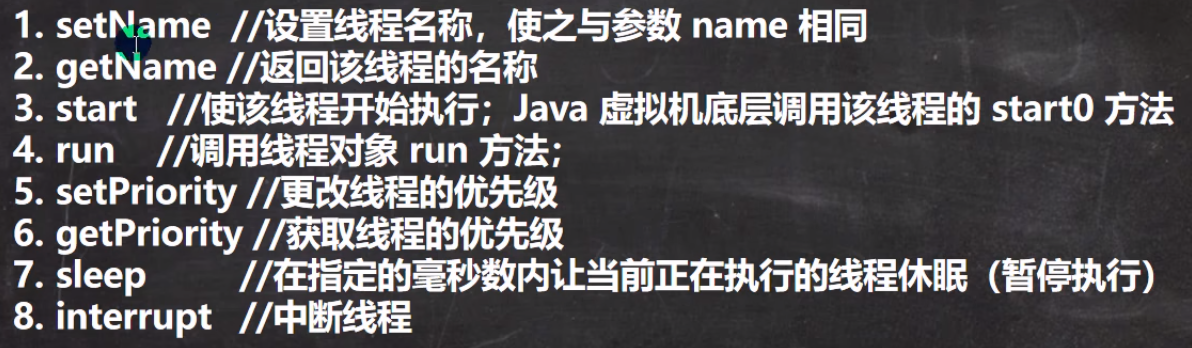 1. setName //设置线程名称，使之与参数 name 相同
2. getName //返回该线程的名称
3. start //使该线程开始执行；Java 虚拟机底层调用该线程的 start0 方法
4. run //调用线程对象 run 方法；
5. setPriority //更改线程的优先级
6. getPriority //获取线程的优先级
7. sleep //在指定的毫秒数内让当前正在执行的线程休眠（暂停执行）
8. interrupt //中断线程